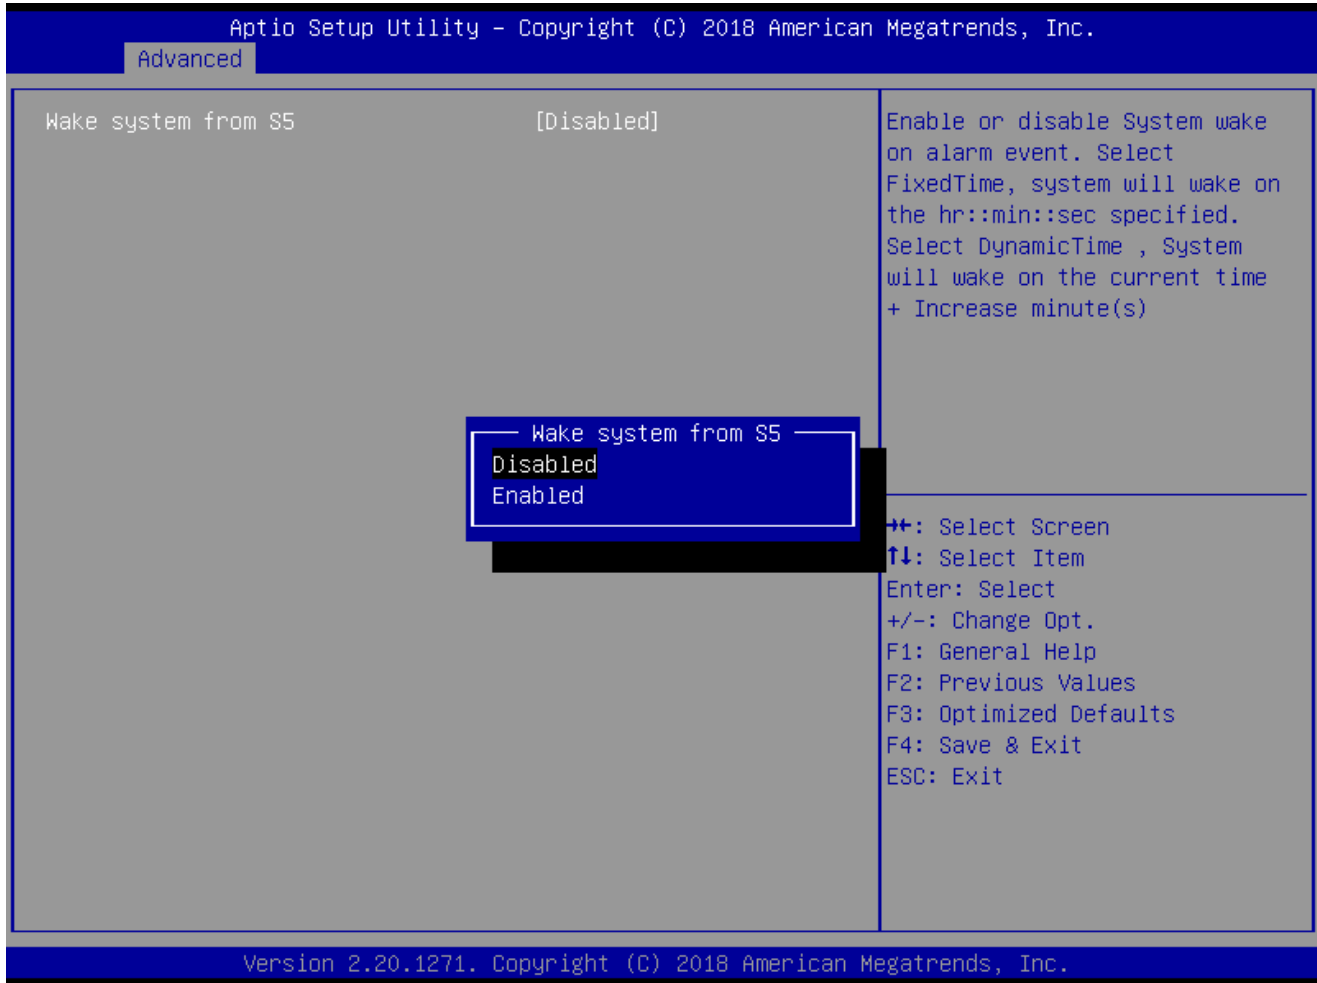 Aptio Setup Utility – Copyright (C) 2018 American Megatrends, Inc.
Advanced
Wake system from S5 [Disabled]
Enable or disable System wake
on alarm event. Select
FixedTime, system will wake on
the hr::min::sec specified.
Select DynamicTime , System
will wake on the current time
+ Increase minute(s)
Wake system from S5
Disabled
Enabled
→←: Select Screen
↑↓: Select Item
Enter: Select
+/-: Change Opt.
F1: General Help
F2: Previous Values
F3: Optimized Defaults
F4: Save & Exit
ESC: Exit
Version 2.20.1271. Copyright (C) 2018 American Megatrends, Inc.